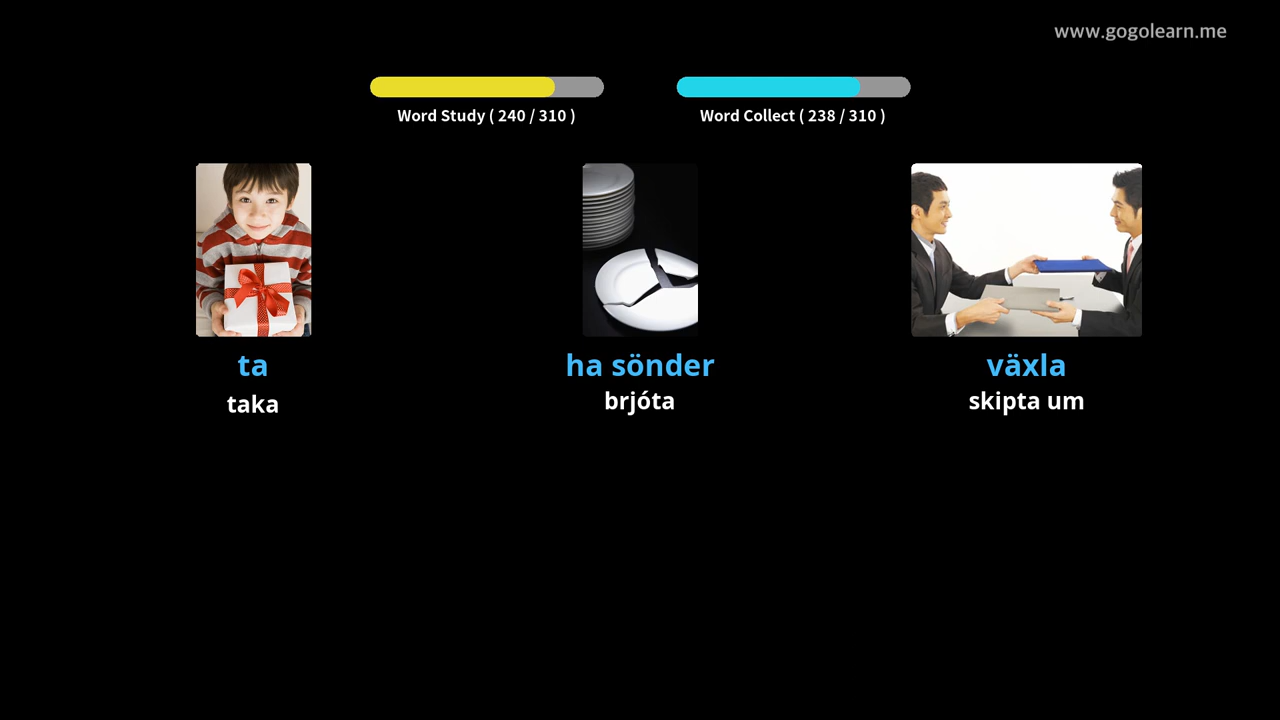 www.gogolearn.me
Word Study ( 240 / 310 )
Word Collect ( 238 / 310 )
ta
taka
ha sönder
brjóta
växla
skipta um